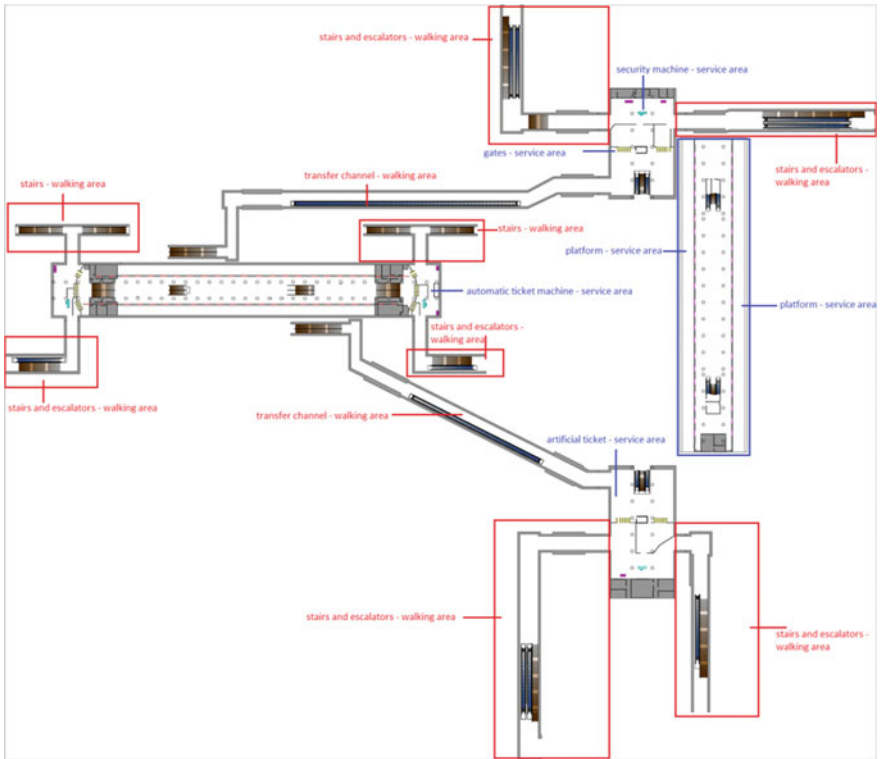 stairs and escalators - walking area
security machine - service area
gates - service area
stairs and escalators -
walking area
transfer channel - walking area
stairs - walking area
stairs - walking area
platform - service area
automatic ticket machine - service area
platform - service area
stairs and escalators -
walking area
stairs and escalators - walking area
transfer channel - walking area
artificial ticket - service area
stairs and escalators - walking area
stairs and escalators -
walking area